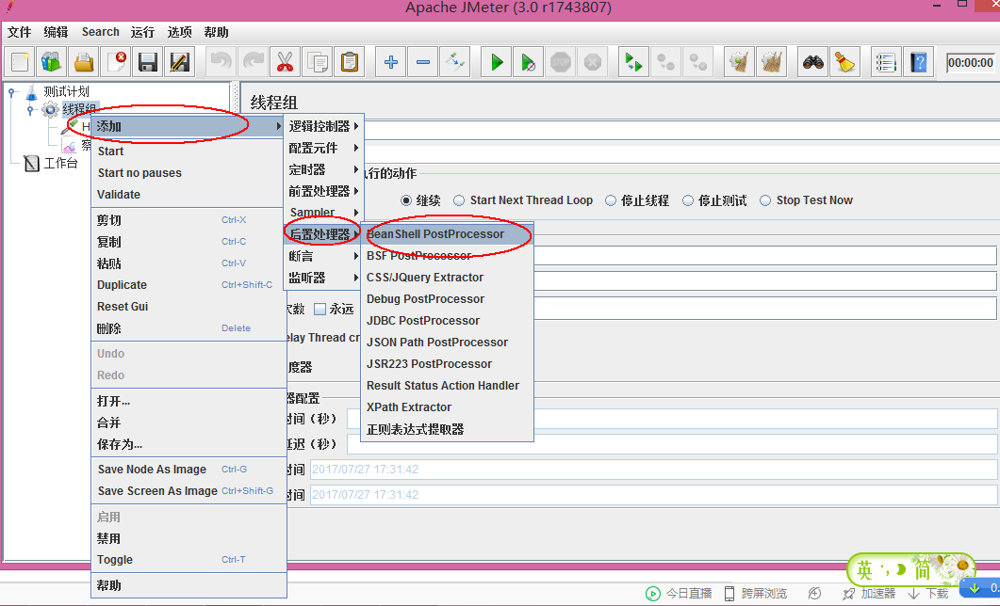 Apache JMeter (3.0 r1743807)
文件 编辑 Search 运行 选项 帮助
STOP
00:00:00
测试计划
线程组
H
察
工作台
线程组
添加
Start
Start no pauses
Validate
剪切 Ctrl-X
复制 Ctrl-C
粘贴 Ctrl-V
Duplicate Ctrl+Shift-C
Reset Gui
删除 Delete
Undo
Redo
打开...
合并
保存为...
Save Node As Image Ctrl-G
Save Screen As Image Ctrl+Shift-G
启用
禁用
Toggle Ctrl-T
帮助
逻辑控制器
配置元件
定时器
前置处理器
Sampler
后置处理器
断言
监听器
BeanShell PostProcessor
BSF PostProcessor
CSS/JQuery Extractor
Debug PostProcessor
JDBC PostProcessor
JSON Path PostProcessor
JSR223 PostProcessor
Result Status Action Handler
XPath Extractor
正则表达式提取器
执行的动作
继续 Start Next Thread Loop 停止线程 停止测试 Stop Test Now
次数 永远
elay Thread cr
度器
器配置
时间（秒）
延迟（秒）
时间 2017/07/27 17:31:42
时间 2017/07/27 17:31:42
英 简
今日直播 跨屏浏览 加速器 下载
0